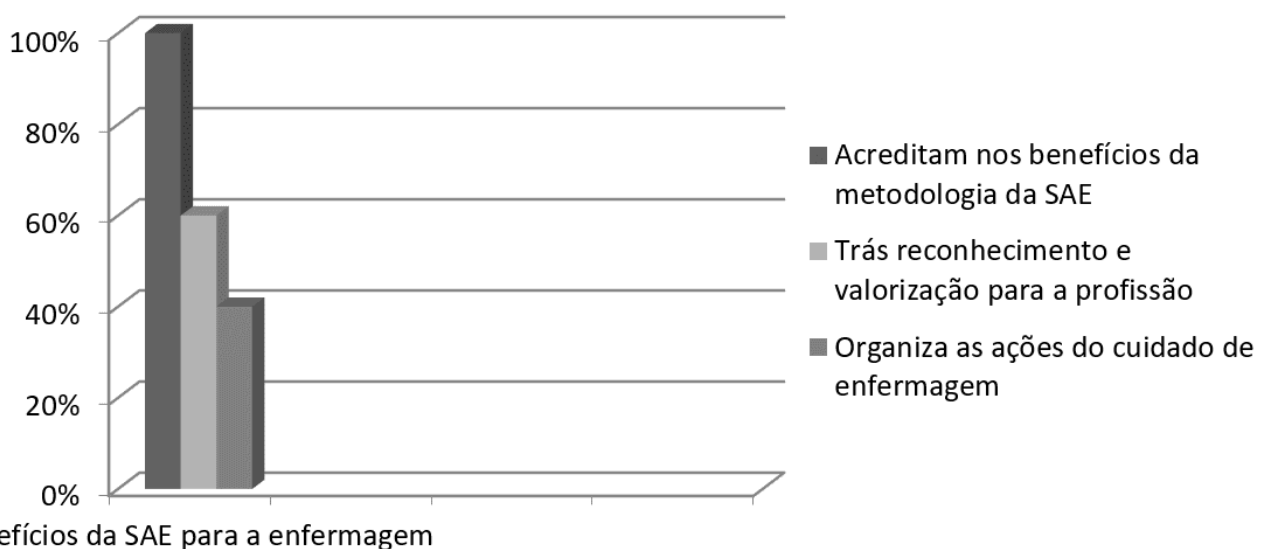 100%
80%
60%
40%
20%
0%
efícios da SAE para a enfermagem
Acreditam nos benefícios da
metodologia da SAE
Trás reconhecimento e
valorização para a profissão
Organiza as ações do cuidado de
enfermagem